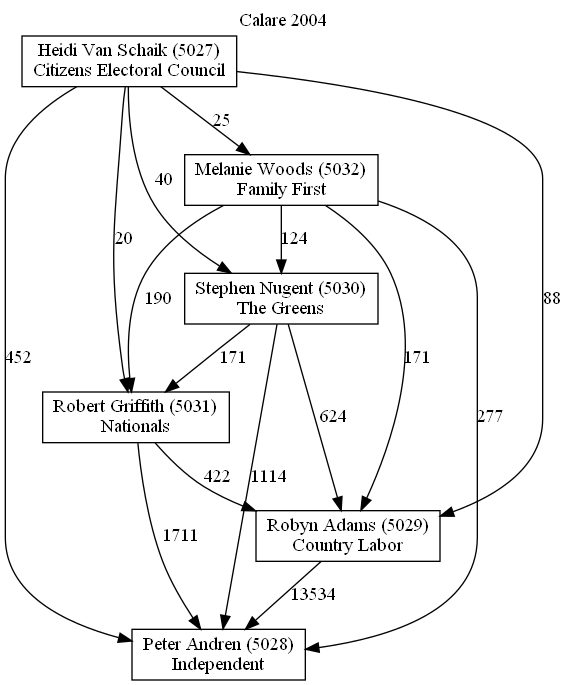 Calare 2004
Heidi Van Schaik (5027)
Citizens Electoral Council
25
Melanie Woods (5032)
Family First
40
20
124
190
Stephen Nugent (5030)
The Greens
88
452
171
171
277
Robert Griffith (5031)
Nationals
624
422
1114
Robyn Adams (5029)
Country Labor
1711
13534
Peter Andren (5028)
Independent